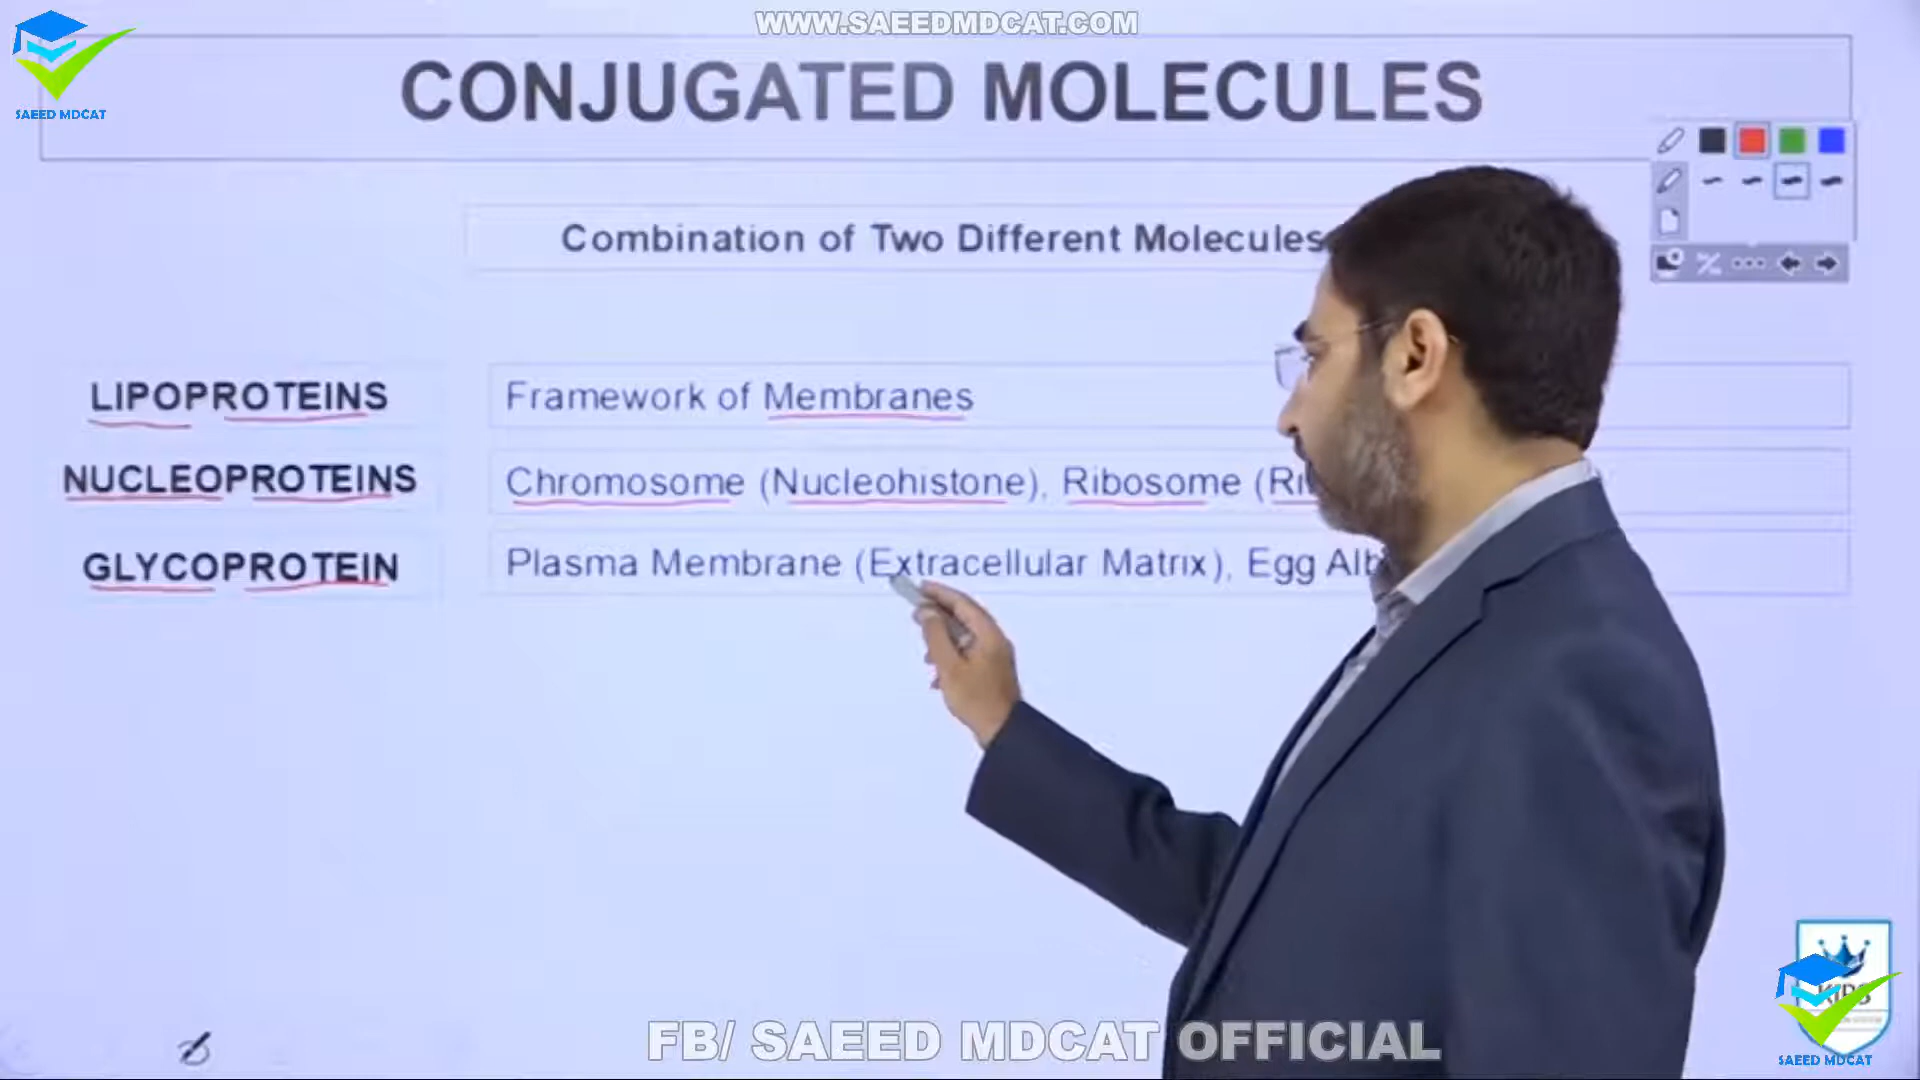 WWW.SAEEDMDCAT.COM
SAEED MDCAT
CONJUGATED MOLECULES
Combination of Two Different Molecules
LIPOPROTEINS
Framework of Membranes
NUCLEOPROTEINS
Chromosome (Nucleohistone), Ribosome
GLYCOPROTEIN
Plasma Membrane (Extracellular Matrix), Egg
KIPS
SAEED MDCAT
FB/ SAEED MDCAT OFFICIAL